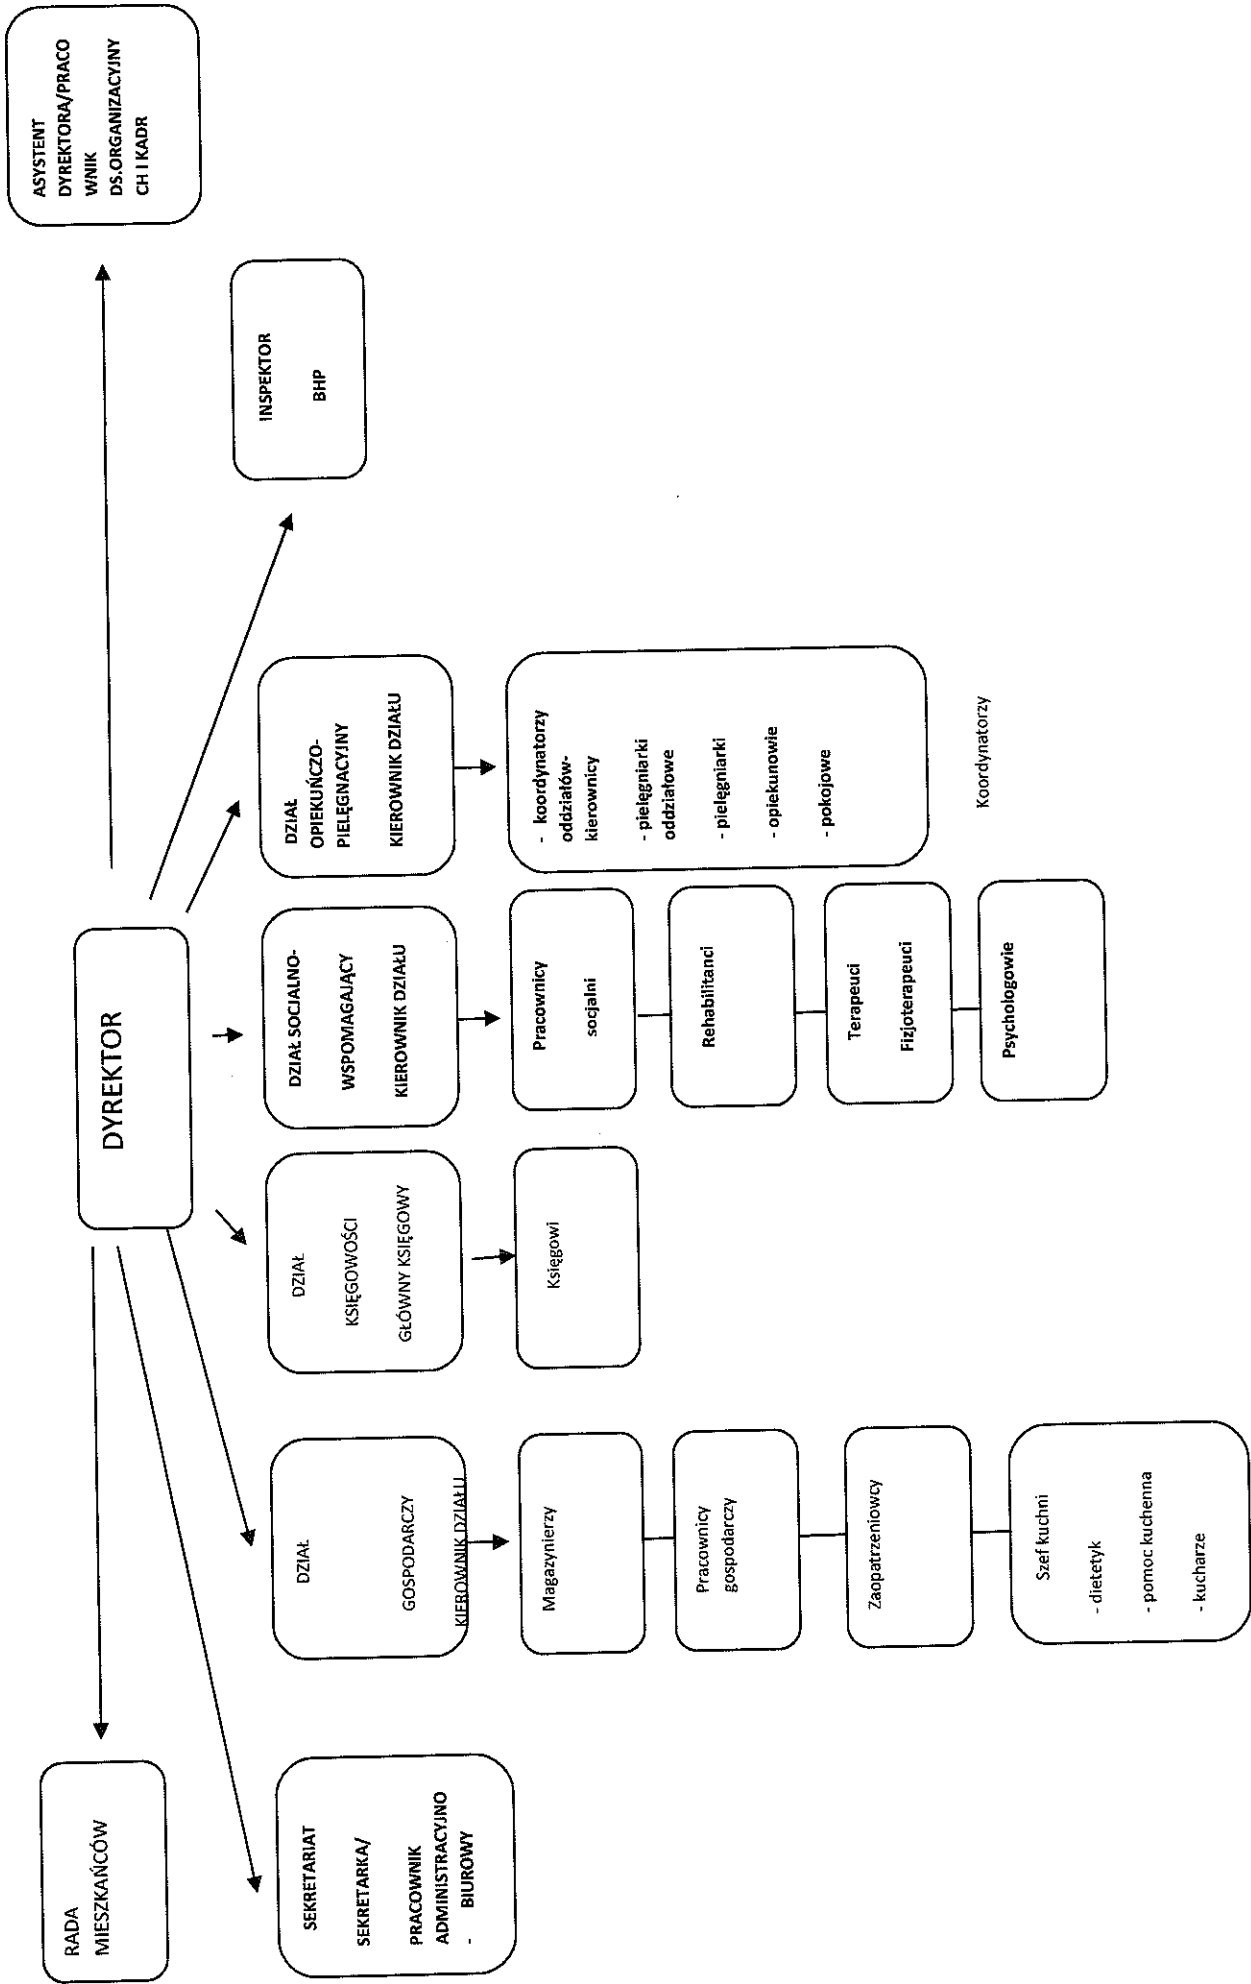 RADA
MIESZKAŃCÓW
DYREKTOR
ASYSTENT
DYREKTORA/PRACO
WNIK
DS.ORGANIZACYJNY
CH I KADR
SEKRETARIAT
SEKRETARKA/
PRACOWNIK
ADMINISTRACYJNO
- BIUROWY
DZIAŁ
GOSPODARCZY
KIEROWNIK DZIAŁU
DZIAŁ
KSIĘGOWOŚCI
GŁÓWNY KSIĘGOWY
DZIAŁ SOCJALNO-
WSPOMAGAJĄCY
KIEROWNIK DZIAŁU
DZIAŁ
OPIEKUŃCZO-
PIELĘGNACYJNY
KIEROWNIK DZIAŁU
INSPEKTOR
BHP
Magazynierzy
Pracownicy
gospodarczy
Zaopatrzeniowcy
Szef kuchni
- dietetyk
- pomoc kuchenna
- kucharze
Księgowi
Pracownicy
socjalni
Rehabilitanci
Terapeuci
Fizjoterapeuci
Psychologowie
- koordynatorzy
oddziałów-
kierownicy
- pielęgniarki
oddziałowe
- pielęgniarki
- opiekunowie
- pokojowe
Koordynatorzy